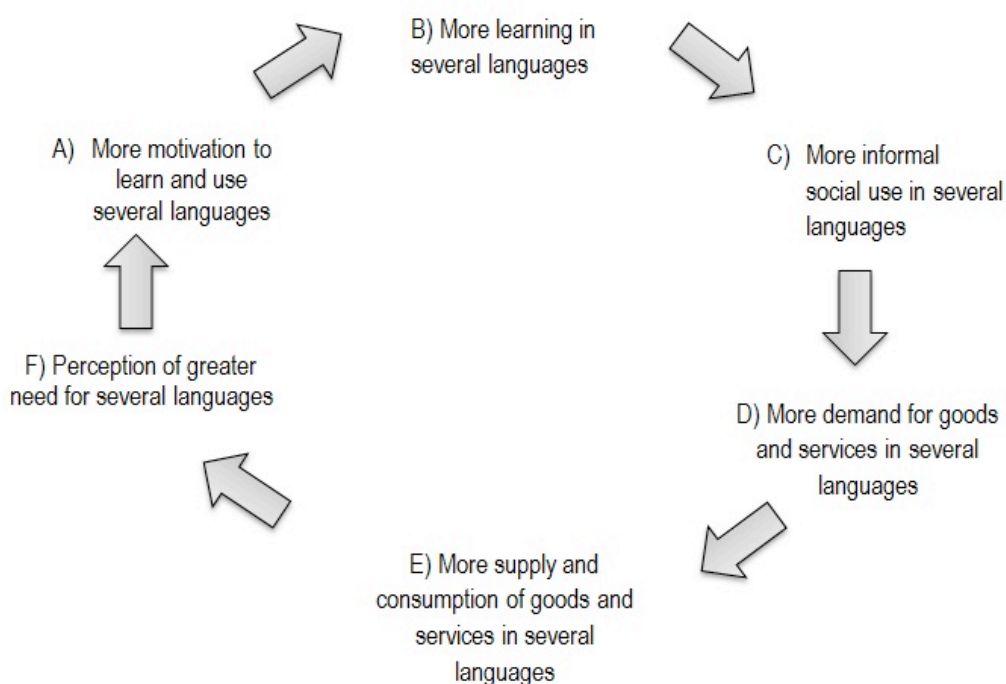 B) More learning in
several languages
A) More motivation to
learn and use
several languages
C) More informal
social use in several
languages
F) Perception of greater
need for several languages
D) More demand for goods
and services in several
languages
E) More supply and
consumption of goods and
services in several
languages